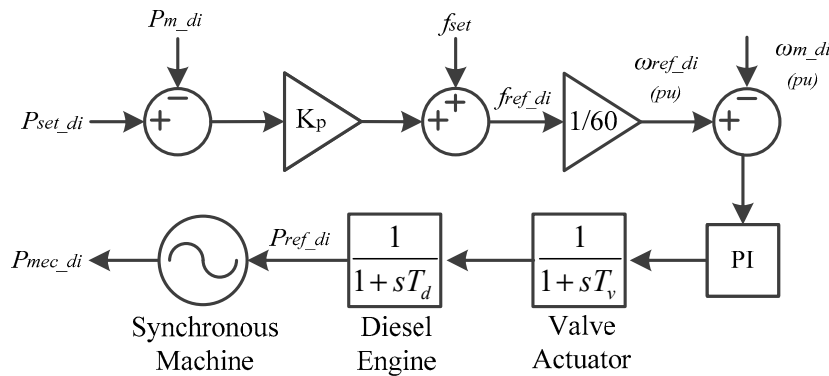 Pm_di
fset
ωref_di
(pu)
ωm_di
(pu)
Pset_di
+
−
Kp
+
+
fref_di
1/60
+
−
Pmec_di
Pref_di
1
1 + sTd
1
1 + sTv
PI
Synchronous
Machine
Diesel
Engine
Valve
Actuator